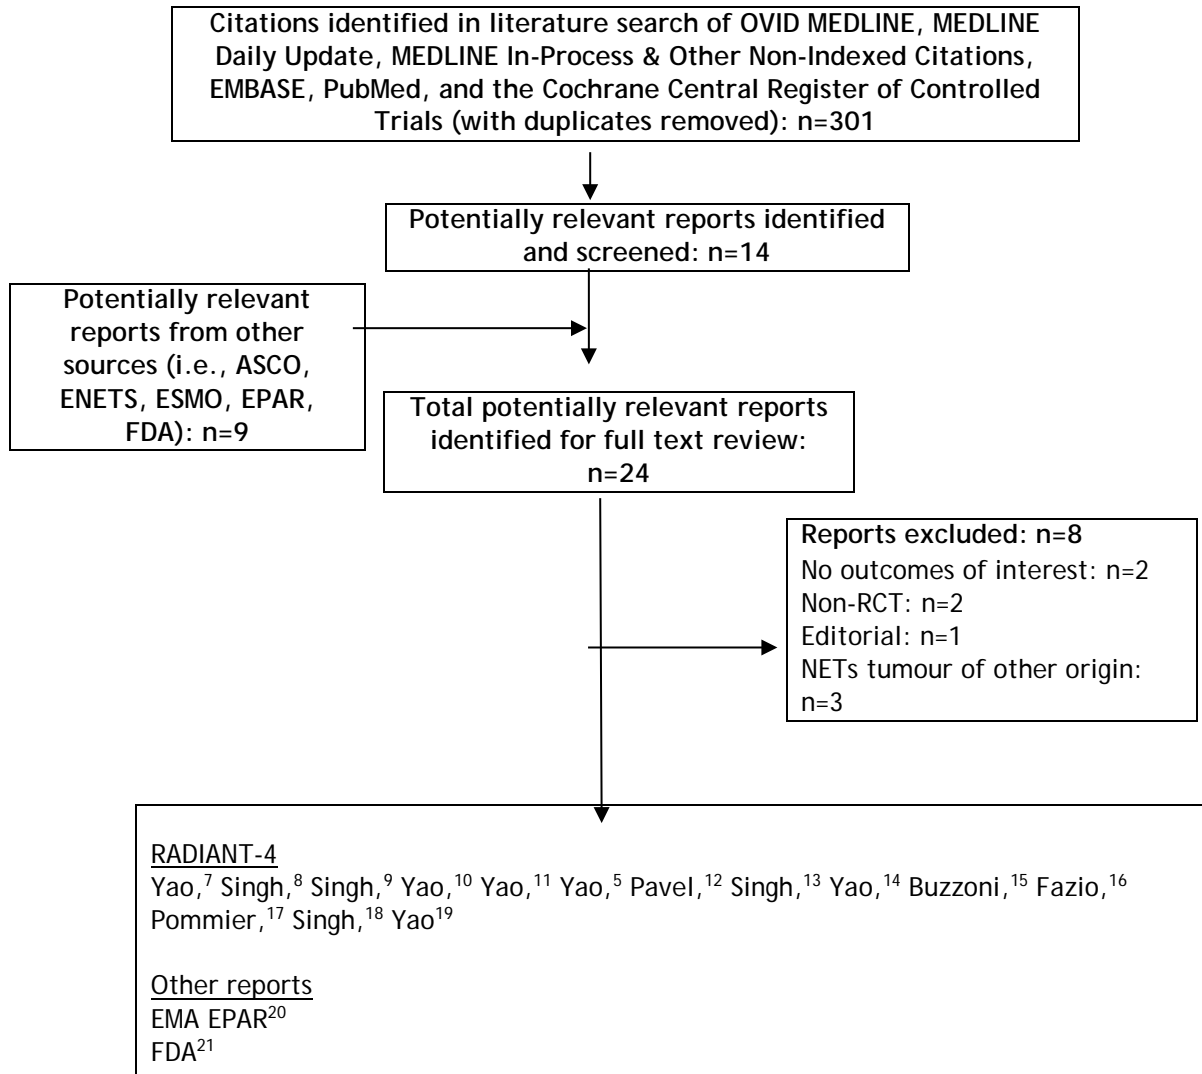 Citations identified in literature search of OVID MEDLINE, MEDLINE
Daily Update, MEDLINE In-Process & Other Non-Indexed Citations,
EMBASE, PubMed, and the Cochrane Central Register of Controlled
Trials (with duplicates removed): n=301
Potentially relevant reports identified
and screened: n=14
Potentially relevant
reports from other
sources (i.e., ASCO,
ENETS, ESMO, EPAR,
FDA): n=9
Total potentially relevant reports
identified for full text review:
n=24
Reports excluded: n=8
No outcomes of interest: n=2
Non-RCT: n=2
Editorial: n=1
NETs tumour of other origin:
n=3
RADIANT-4
Yao,⁷ Singh,⁸ Singh,⁹ Yao,¹⁰ Yao,¹¹ Yao,⁵ Pavel,¹² Singh,¹³ Yao,¹⁴ Buzzoni,¹⁵ Fazio,¹⁶
Pommier,¹⁷ Singh,¹⁸ Yao¹⁹
Other reports
EMA EPAR²⁰
FDA²¹